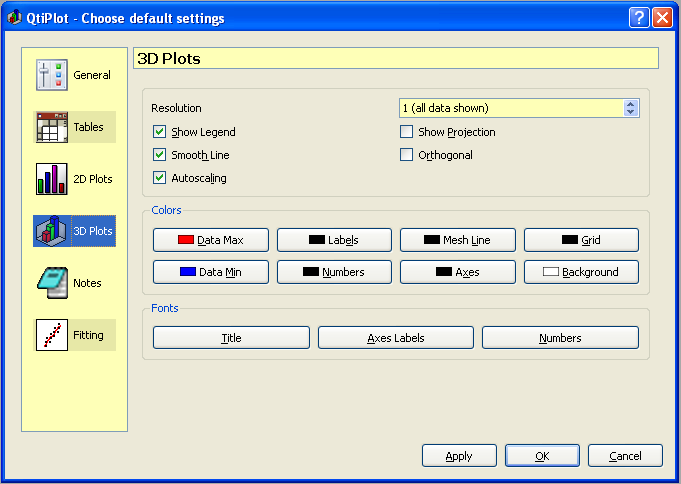 QtiPlot - Choose default settings
General
Tables
2D Plots
3D Plots
Notes
Fitting
3D Plots
Resolution
1 (all data shown)
Show Legend
Show Projection
Smooth Line
Orthogonal
Autoscaling
Colors
Data Max
Labels
Mesh Line
Grid
Data Min
Numbers
Axes
Background
Fonts
Title
Axes Labels
Numbers
Apply
OK
Cancel